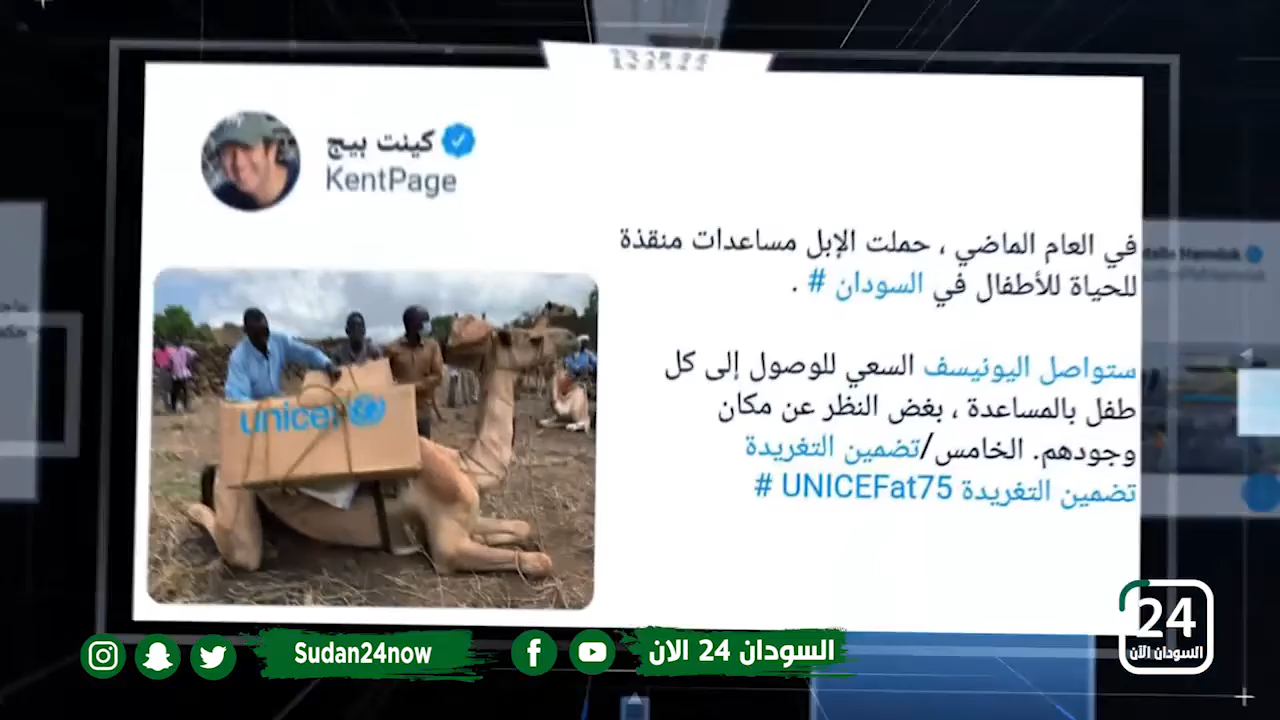 كينت بيج
KentPage
في العام الماضي ، حملت الإبل مساعدات منقذة
للحياة للأطفال في السودان # .
ستواصل اليونيسف السعي للوصول إلى كل
طفل بالمساعدة ، بغض النظر عن مكان
وجودهم. الخامس/تضمين التغريدة
تضمين التغريدة UNICEFat75 #
unicef
Sudan24now
السودان 24 الان
24
السودان الآن